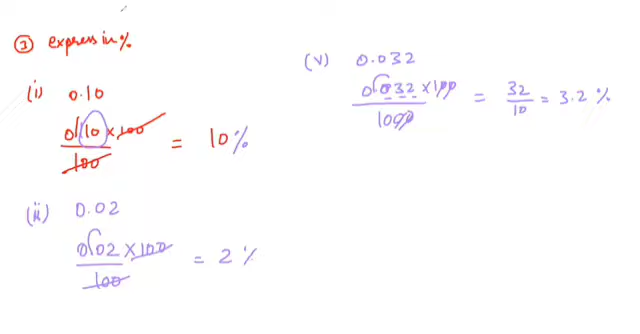 ③ express in %
(i) 0.10
0.10 × 100
100
= 10%
(ii) 0.02
0.02 × 100
100
= 2%
(v) 0.032
0.032 × 100
1000
= 32/10 = 3.2 %